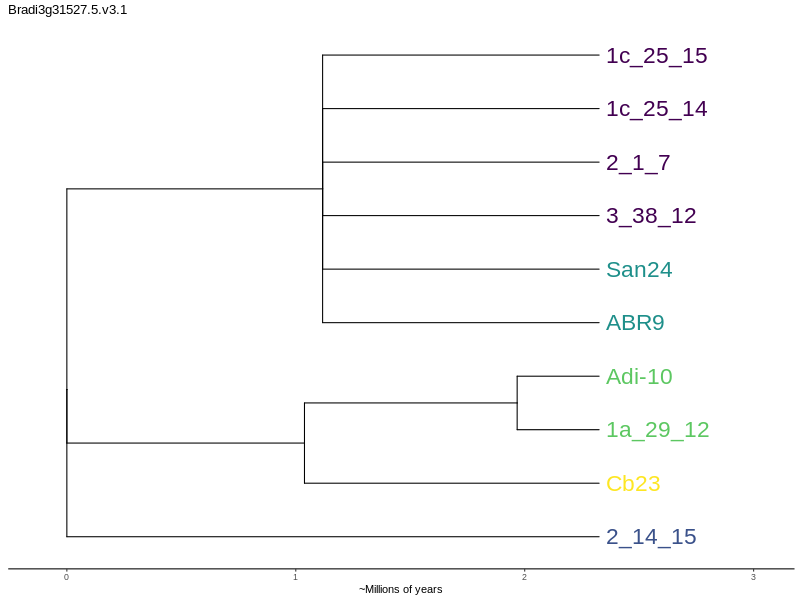 Bradi3g31527.5.v3.1
1c_25_15
1c_25_14
2_1_7
3_38_12
San24
ABR9
Adi-10
1a_29_12
Cb23
2_14_15
0 1 2 3
~Millions of years